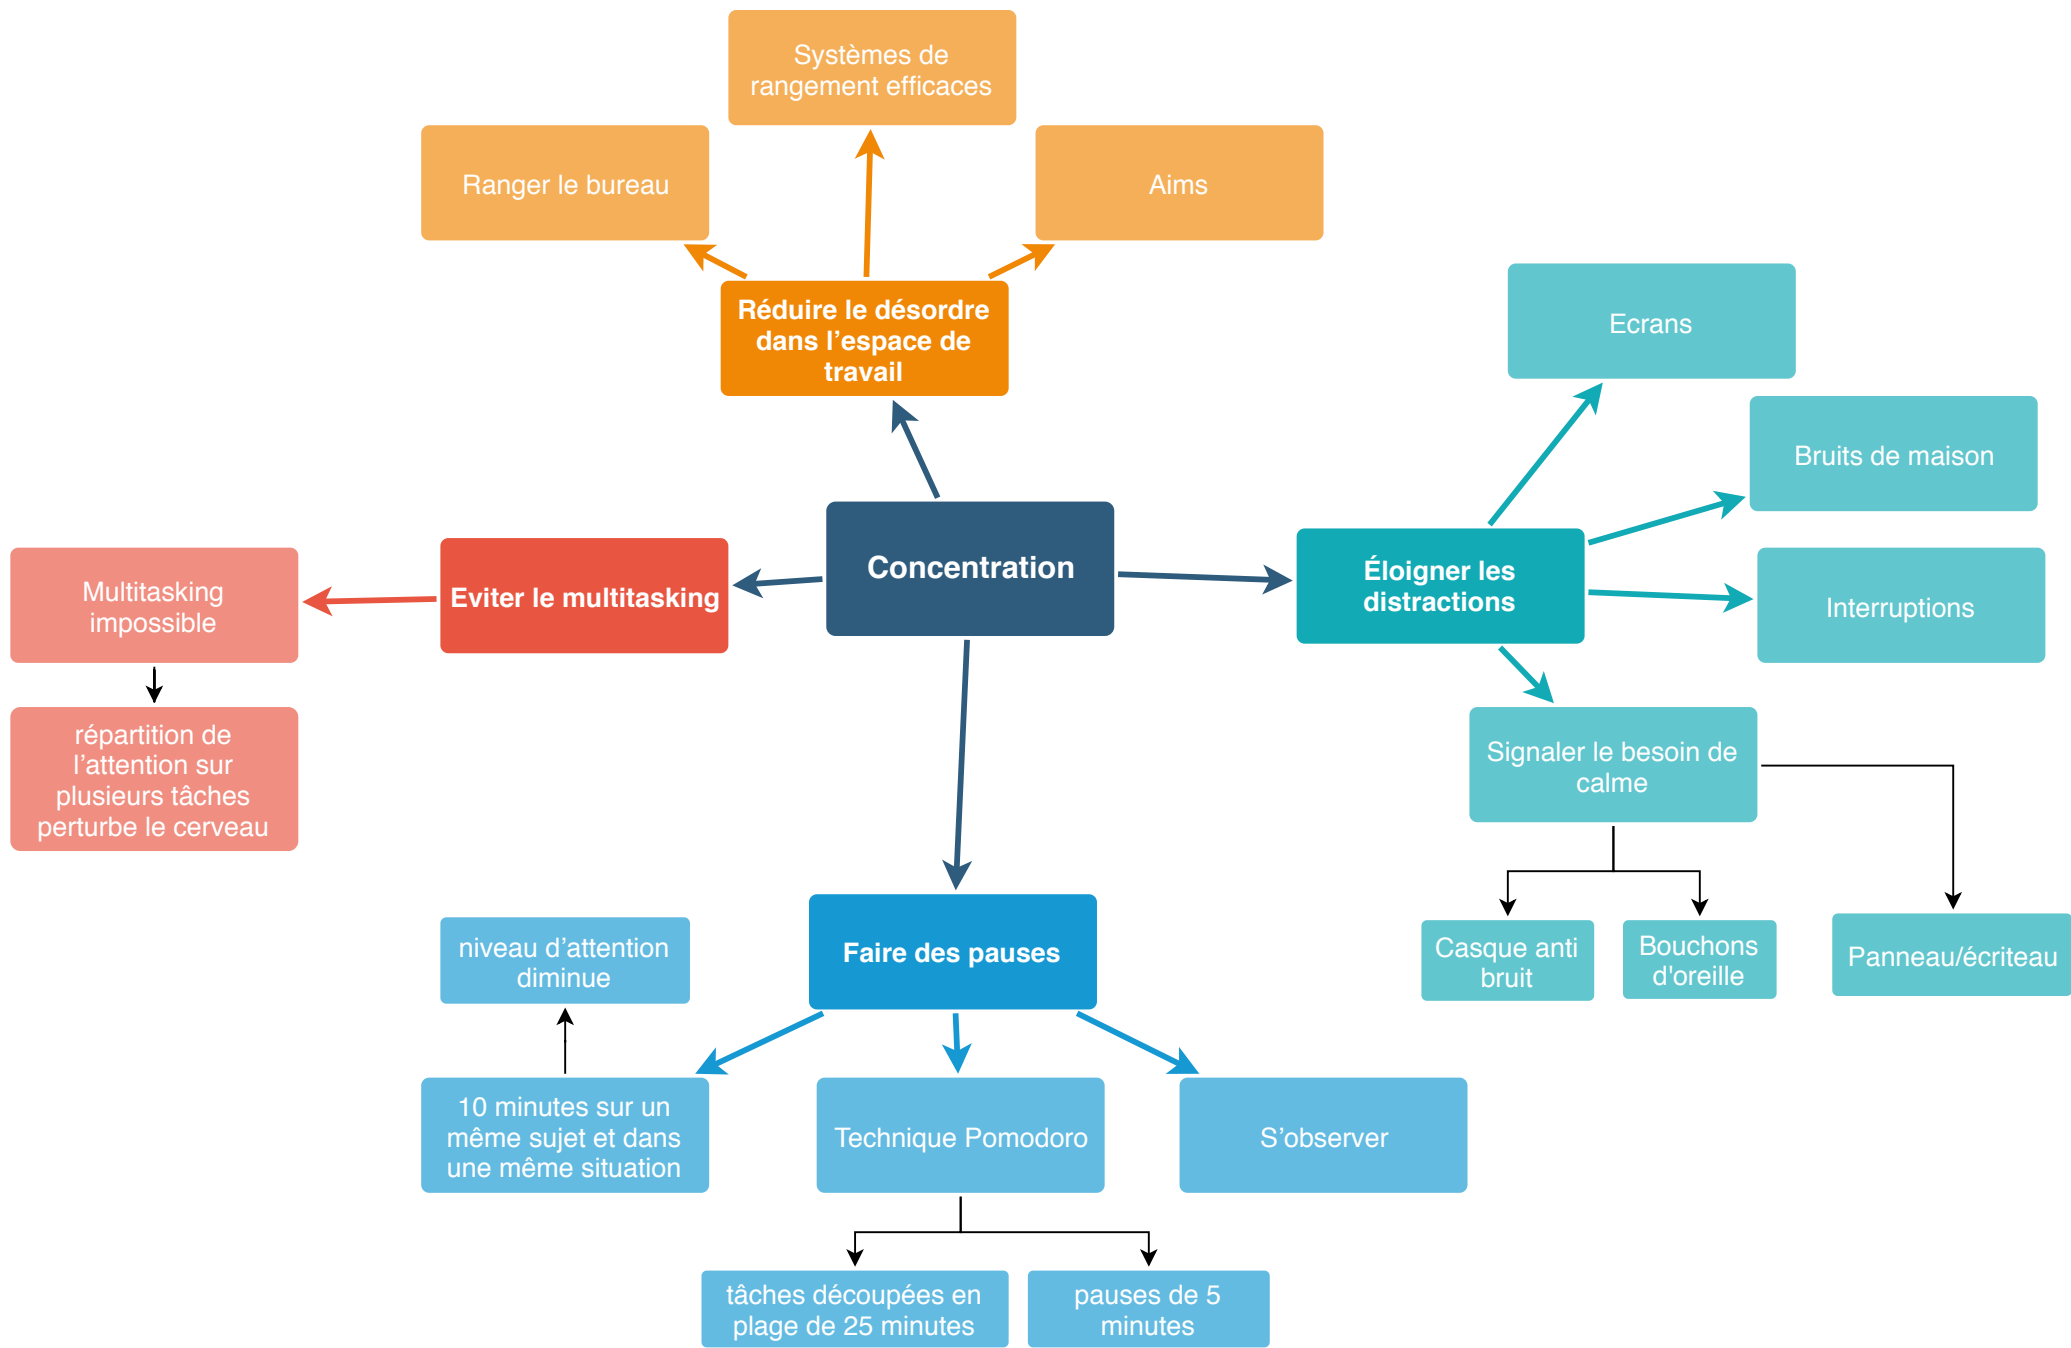 Systèmes de
rangement efficaces
Ranger le bureau
Aims
Réduire le désordre
dans l’espace de
travail
Ecrans
Bruits de maison
Concentration
Éloigner les
distractions
Interruptions
Eviter le multitasking
Multitasking
impossible
répartition de
l’attention sur
plusieurs tâches
perturbe le cerveau
Signaler le besoin de
calme
Casque anti
bruit
Bouchons
d'oreille
Panneau/écriteau
Faire des pauses
niveau d’attention
diminue
10 minutes sur un
même sujet et dans
une même situation
Technique Pomodoro
S’observer
tâches découpées en
plage de 25 minutes
pauses de 5
minutes